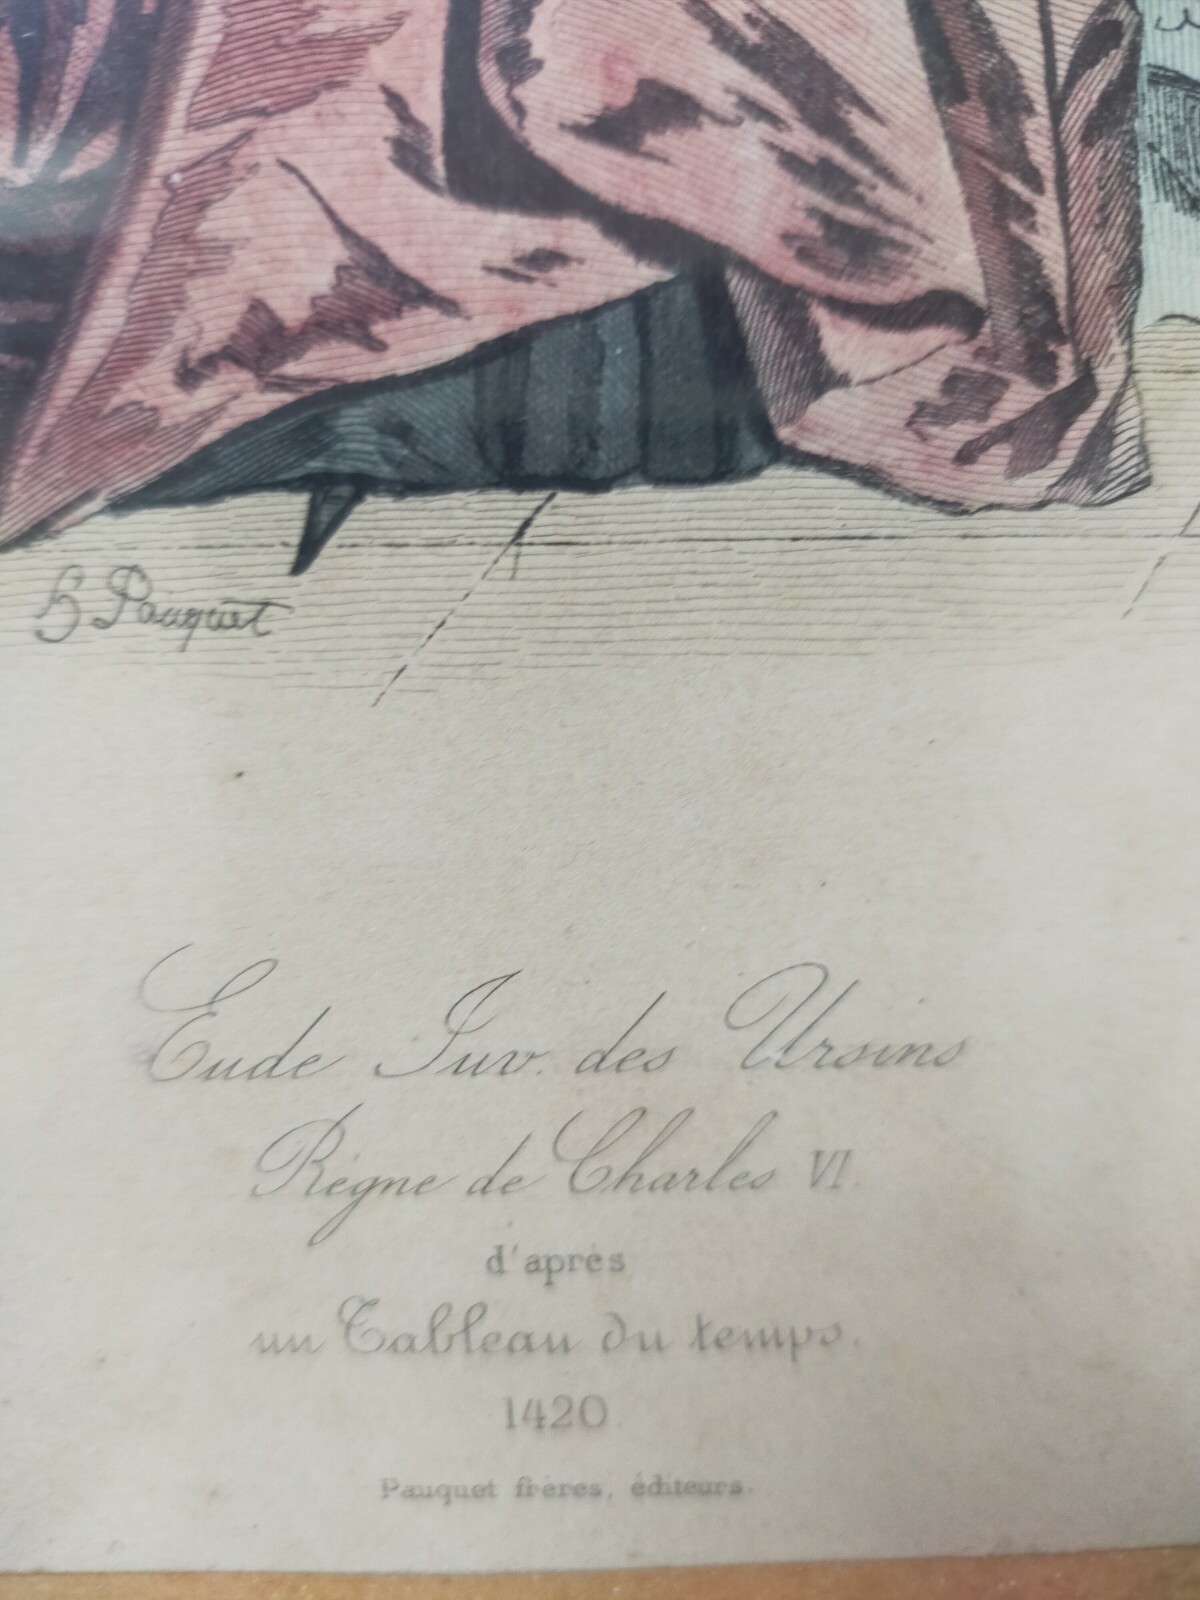 H Pauquet
Eude Juv. des Ursins
Règne de Charles VI.
d'après
un Tableau du temps.
1420.
Pauquet frères, éditeurs.